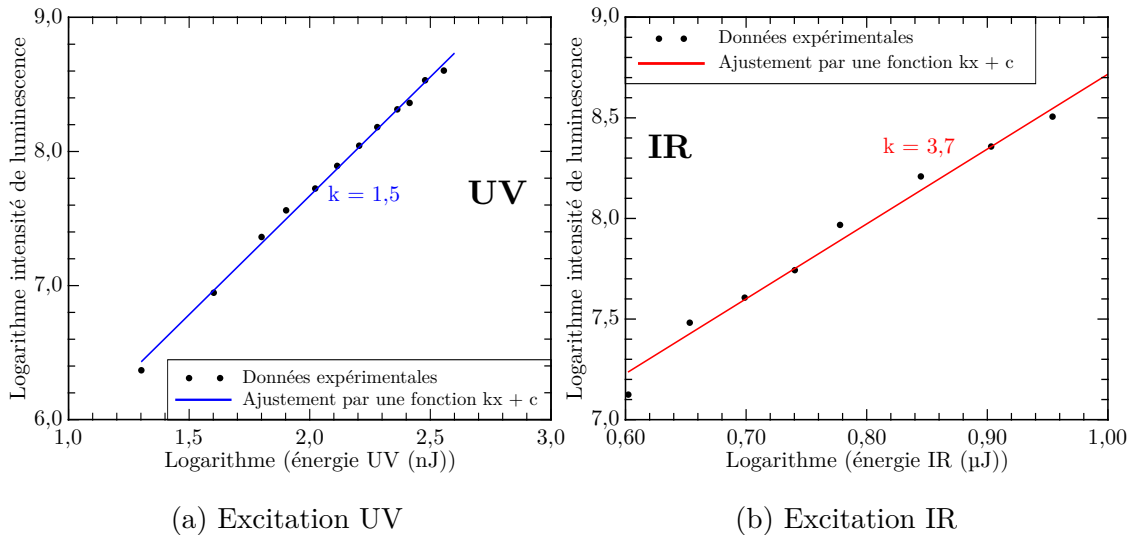 9,0
8,0
7,0
6,0
1,0
1,5
2,0
2,5
3,0
Logarithme intensité de luminescence
Logarithme (énergie UV (nJ))
k = 1,5
UV
Données expérimentales
Ajustement par une fonction kx + c
(a) Excitation UV
9,0
8,5
8,0
7,5
7,0
0,60
0,70
0,80
0,90
1,00
Logarithme intensité de luminescence
Logarithme (énergie IR (µJ))
Données expérimentales
Ajustement par une fonction kx + c
IR
k = 3,7
(b) Excitation IR